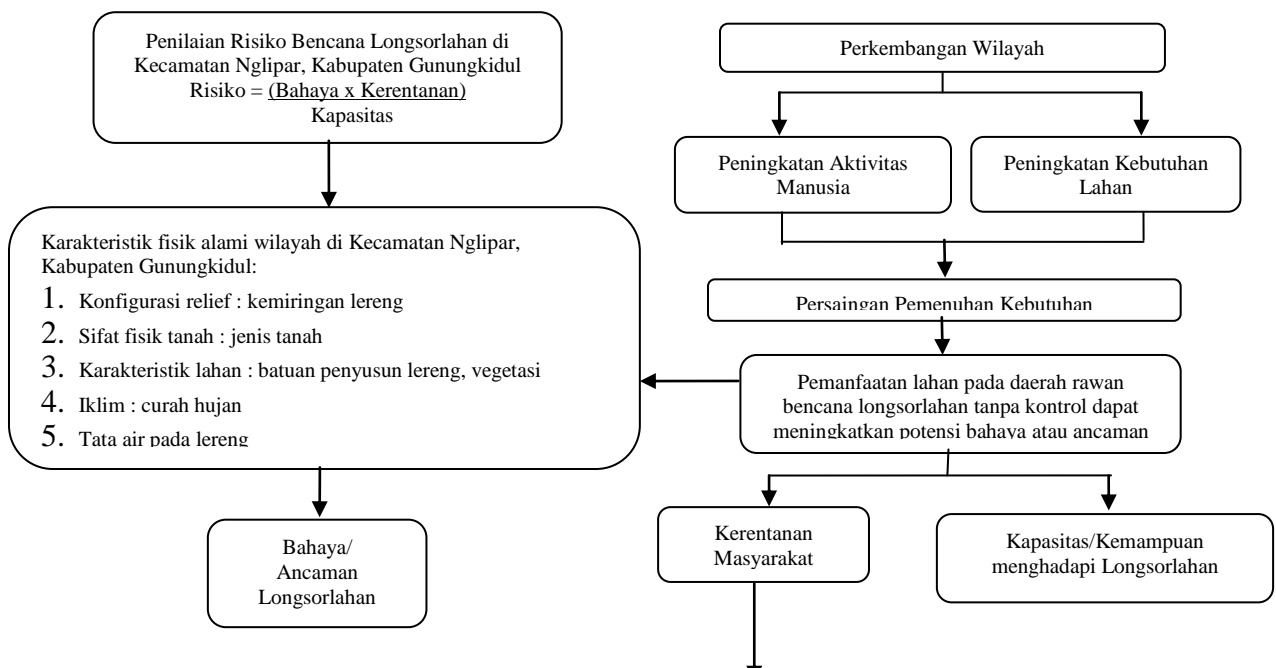 Penilaian Risiko Bencana Longsorlahan di
Kecamatan Nglipar, Kabupaten Gunungkidul
Risiko = (Bahaya x Kerentanan)
Kapasitas
Karakteristik fisik alami wilayah di Kecamatan Nglipar,
Kabupaten Gunungkidul:
1. Konfigurasi relief : kemiringan lereng
2. Sifat fisik tanah : jenis tanah
3. Karakteristik lahan : batuan penyusun lereng, vegetasi
4. Iklim : curah hujan
5. Tata air pada lereng
Bahaya/
Ancaman
Longsorlahan
Perkembangan Wilayah
Peningkatan Aktivitas
Manusia
Peningkatan Kebutuhan
Lahan
Persaingan Pemenuhan Kebutuhan
Pemanfaatan lahan pada daerah rawan
bencana longsorlahan tanpa kontrol dapat
meningkatkan potensi bahaya atau ancaman
Kerentanan
Masyarakat
Kapasitas/Kemampuan
menghadapi Longsorlahan